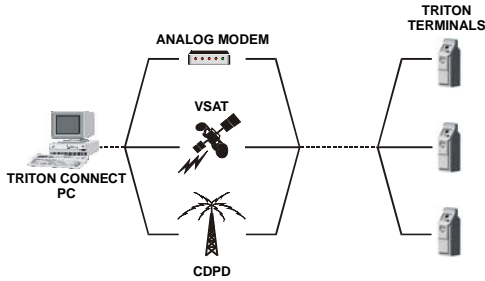 TRITON
TERMINALS
ANALOG MODEM
VSAT
TRITON CONNECT
PC
CDPD